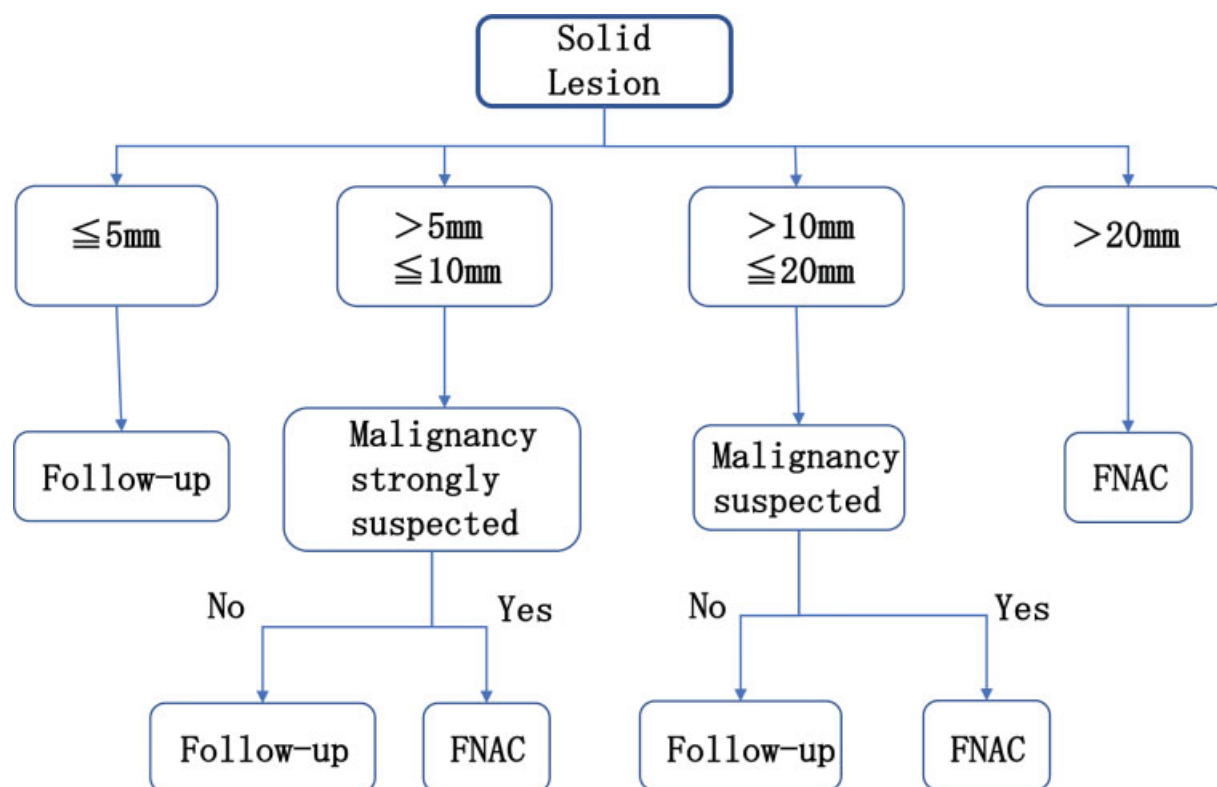 Solid
Lesion
≦5mm
>5mm
≦10mm
>10mm
≦20mm
>20mm
Follow-up
Malignancy
strongly
suspected
Malignancy
suspected
FNAC
No
Yes
No
Yes
Follow-up
FNAC
Follow-up
FNAC